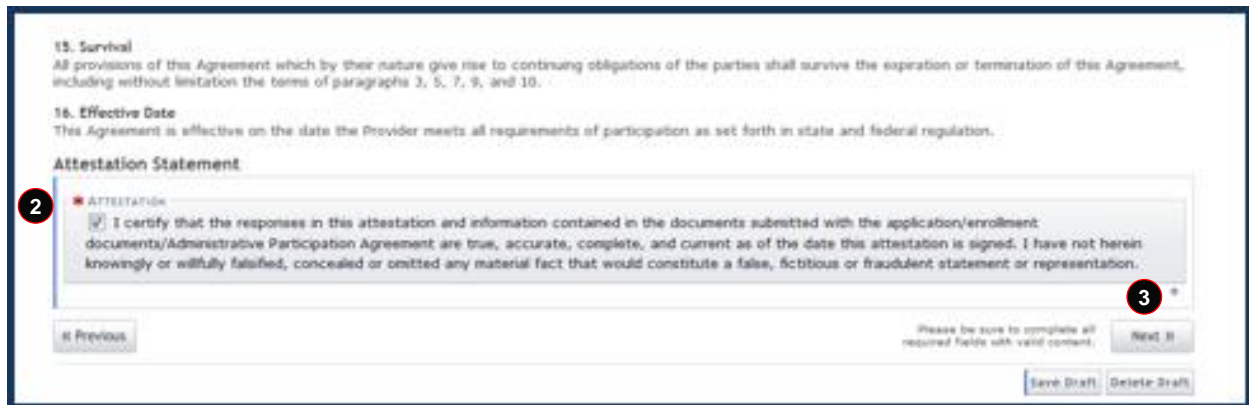 15. Survival
All provisions of this Agreement which by their nature give rise to continuing obligations of the parties shall survive the expiration or termination of this Agreement,
including without limitation the terms of paragraphs 3, 5, 7, 9, and 10.
16. Effective Date
This Agreement is effective on the date the Provider meets all requirements of participation as set forth in state and federal regulation.
Attestation Statement
2
ATTESTATION
I certify that the responses in this attestation and information contained in the documents submitted with the application/enrollment
documents/Administrative Participation Agreement are true, accurate, complete, and current as of the date this attestation is signed. I have not herein
knowingly or willfully falsified, concealed or omitted any material fact that would constitute a false, fictitious or fraudulent statement or representation.
3
« Previous
Please be sure to complete all
required fields with valid content.
Next »
Save Draft
Delete Draft